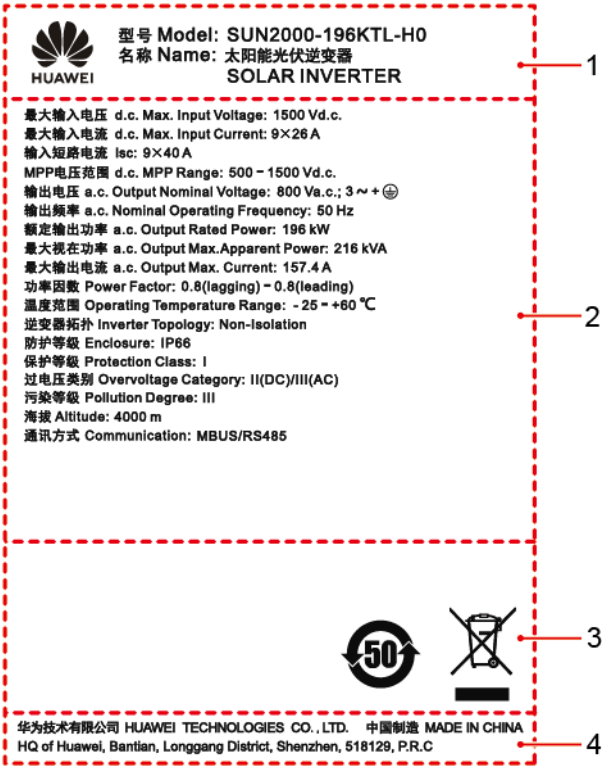 型号 Model: SUN2000-196KTL-H0
名称 Name: 太阳能光伏逆变器
SOLAR INVERTER
HUAWEI
1
最大输入电压 d.c. Max. Input Voltage: 1500 Vd.c.
最大输入电流 d.c. Max. Input Current: 9×26 A
输入短路电流 Isc: 9×40 A
MPP电压范围 d.c. MPP Range: 500 - 1500 Vd.c.
输出电压 a.c. Output Nominal Voltage: 800 Va.c.; 3 ~ + ⏚
输出频率 a.c. Nominal Operating Frequency: 50 Hz
额定输出功率 a.c. Output Rated Power: 196 kW
最大视在功率 a.c. Output Max.Apparent Power: 216 kVA
最大输出电流 a.c. Output Max. Current: 157.4 A
功率因数 Power Factor: 0.8(lagging) - 0.8(leading)
温度范围 Operating Temperature Range: - 25 - +60 ℃
逆变器拓扑 Inverter Topology: Non-Isolation
防护等级 Enclosure: IP66
保护等级 Protection Class: I
过电压类别 Overvoltage Category: II(DC)/III(AC)
污染等级 Pollution Degree: III
海拔 Altitude: 4000 m
通讯方式 Communication: MBUS/RS485
2
50
3
华为技术有限公司 HUAWEI TECHNOLOGIES CO., LTD. 中国制造 MADE IN CHINA
HQ of Huawei, Bantian, Longgang District, Shenzhen, 518129, P.R.C
4